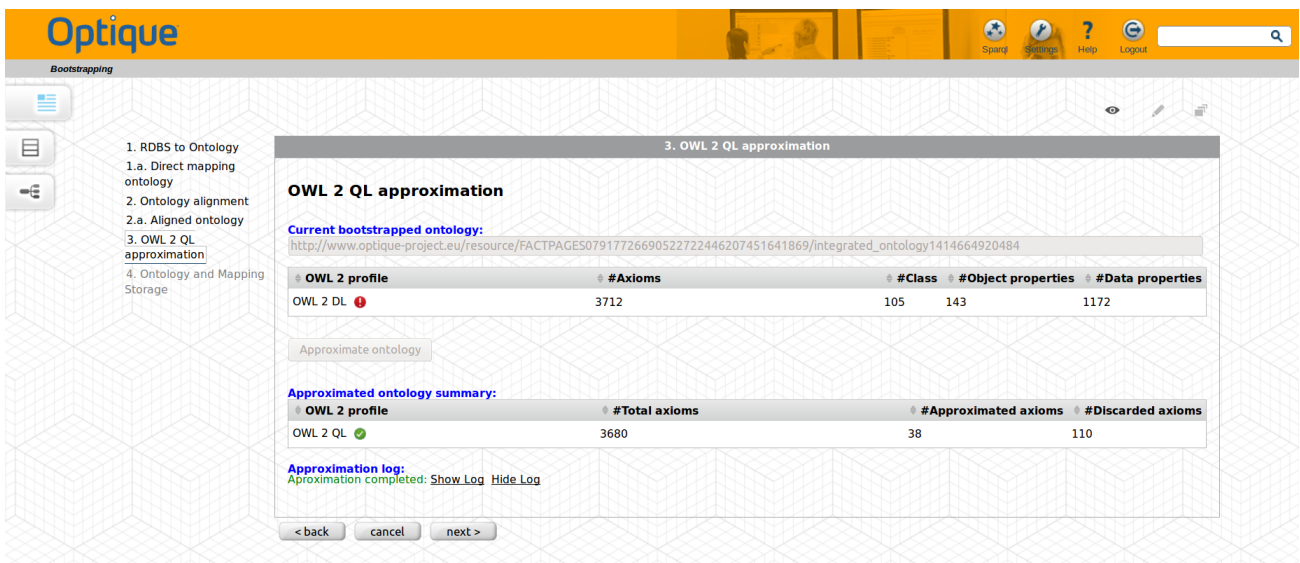 Optique
Sparql Settings Help Logout
Bootstrapping
1. RDBS to Ontology
1.a. Direct mapping
ontology
2. Ontology alignment
2.a. Aligned ontology
3. OWL 2 QL
approximation
4. Ontology and Mapping
Storage
3. OWL 2 QL approximation
OWL 2 QL approximation
Current bootstrapped ontology:
http://www.optique-project.eu/resource/FACTPAGES0791772669052272244620745164186​9/integrated_ontology1414664920484
OWL 2 profile #Axioms #Class #Object properties #Data properties
OWL 2 DL 3712 105 143 1172
Approximate ontology
Approximated ontology summary:
OWL 2 profile #Total axioms #Approximated axioms #Discarded axioms
OWL 2 QL 3680 38 110
Approximation log:
Aproximation completed: Show Log Hide Log
< back cancel next >